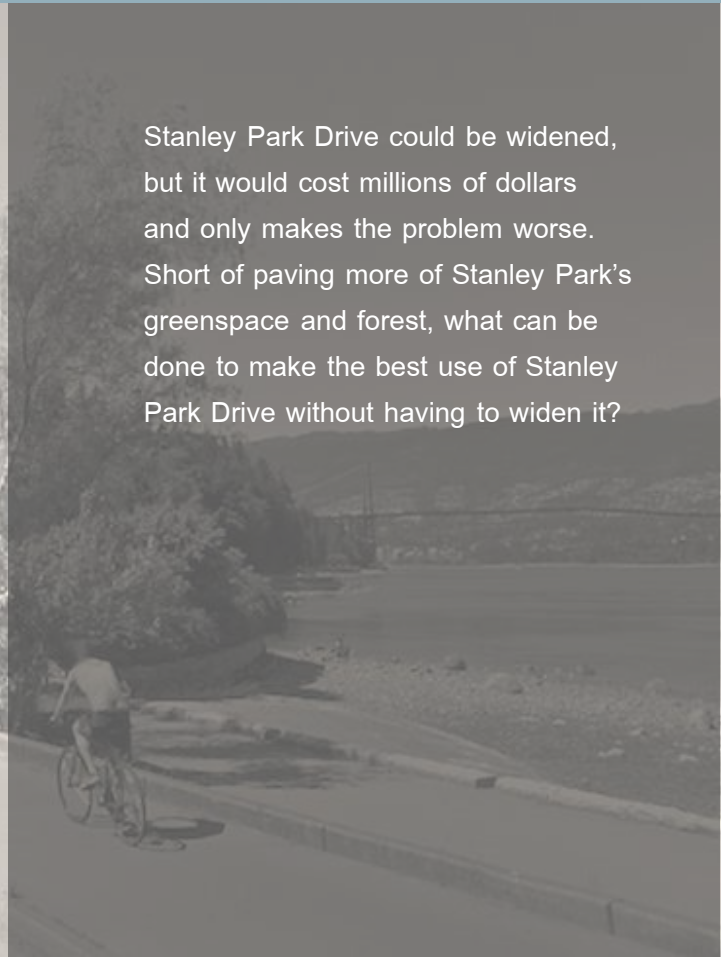 Stanley Park Drive could be widened,
but it would cost millions of dollars
and only makes the problem worse.
Short of paving more of Stanley Park’s
greenspace and forest, what can be
done to make the best use of Stanley
Park Drive without having to widen it?